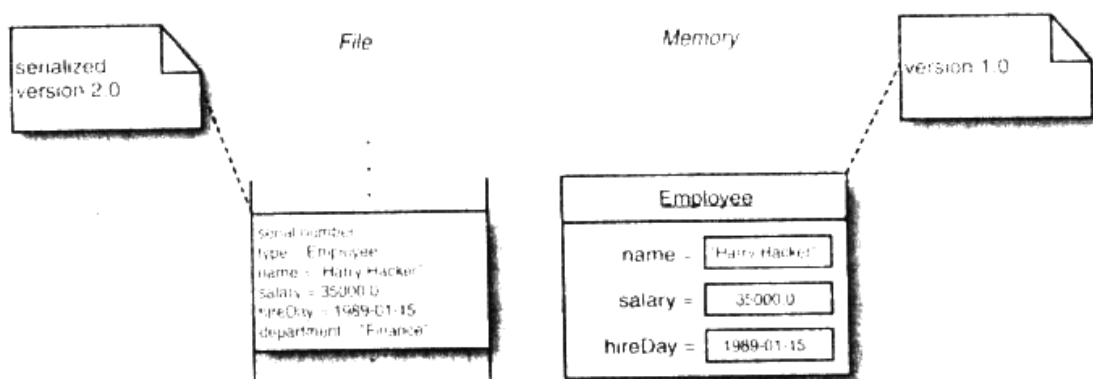 File
Memory
serialized
version 2.0
version 1.0
serial number
type Employee
name = "Harry Hacker"
salary = 35000.0
hireDay = 1989-01-15
department "Finance"
Employee
name = "Harry Hacker"
salary = 35000.0
hireDay = 1989-01-15